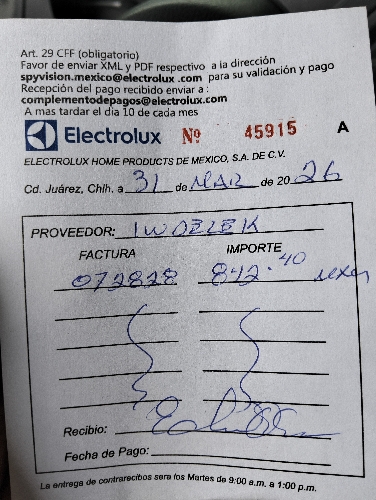 Art. 29 CFF (obligatorio)
Favor de enviar XML y PDF respectivo a la dirección
spyvision.mexico@electrolux .com para su validación y pago
Recepción del pago recibido enviar a :
complementodepagos@electrolux.com
A mas tardar el día 10 de cada mes
Electrolux Nº 45915 A
ELECTROLUX HOME PRODUCTS DE MEXICO, S.A. DE C.V.
Cd. Juárez, Chih. a 31 de MAR de 20 26
PROVEEDOR: IWOELEK
FACTURA IMPORTE
072828 842.40
Recibio:
Fecha de Pago:
La entrega de contrarecibos sera los Martes de 9:00 a.m. a 1:00 p.m.